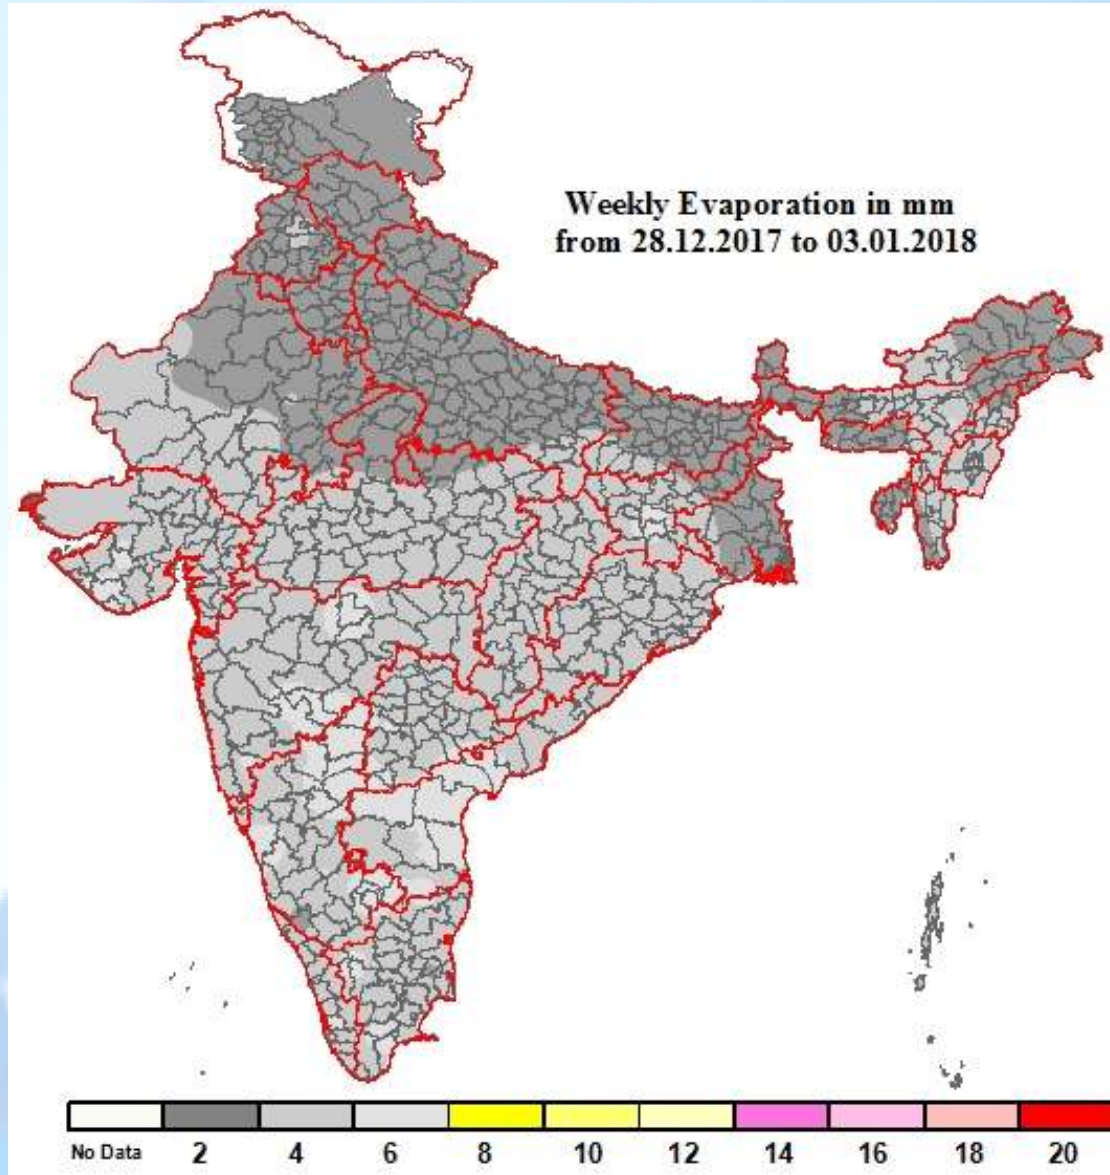 Weekly Evaporation in mm
from 28.12.2017 to 03.01.2018
No Data 2 4 6 8 10 12 14 16 18 20